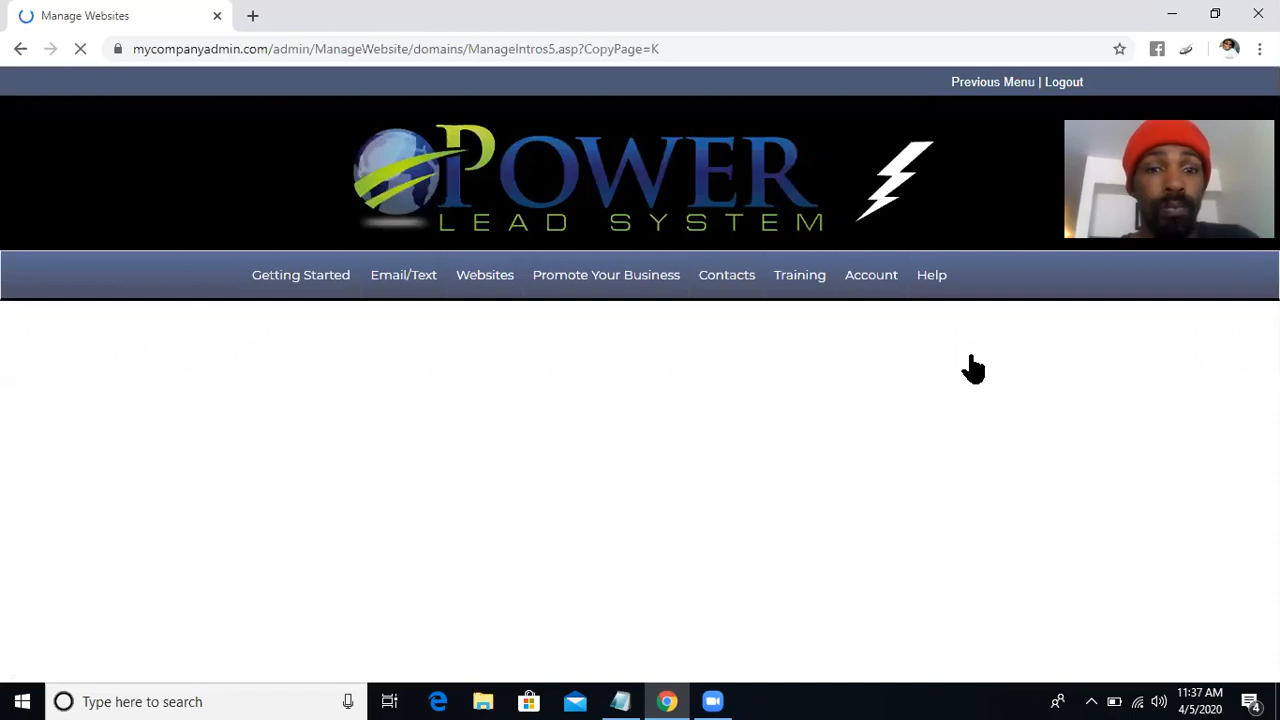 Manage Websites
mycompanyadmin.com/admin/ManageWebsite/domains/ManageIntros5.asp?CopyPage=K
Previous Menu | Logout
POWER
LEAD SYSTEM
Getting Started Email/Text Websites Promote Your Business Contacts Training Account Help
Type here to search
11:37 AM
4/5/2020
4